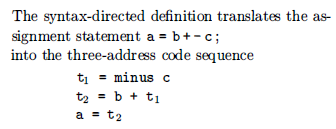 The syntax-directed definition translates the as-
signment statement a = b+-c;
into the three-address code sequence
t₁ = minus c
t₂ = b + t₁
a = t₂